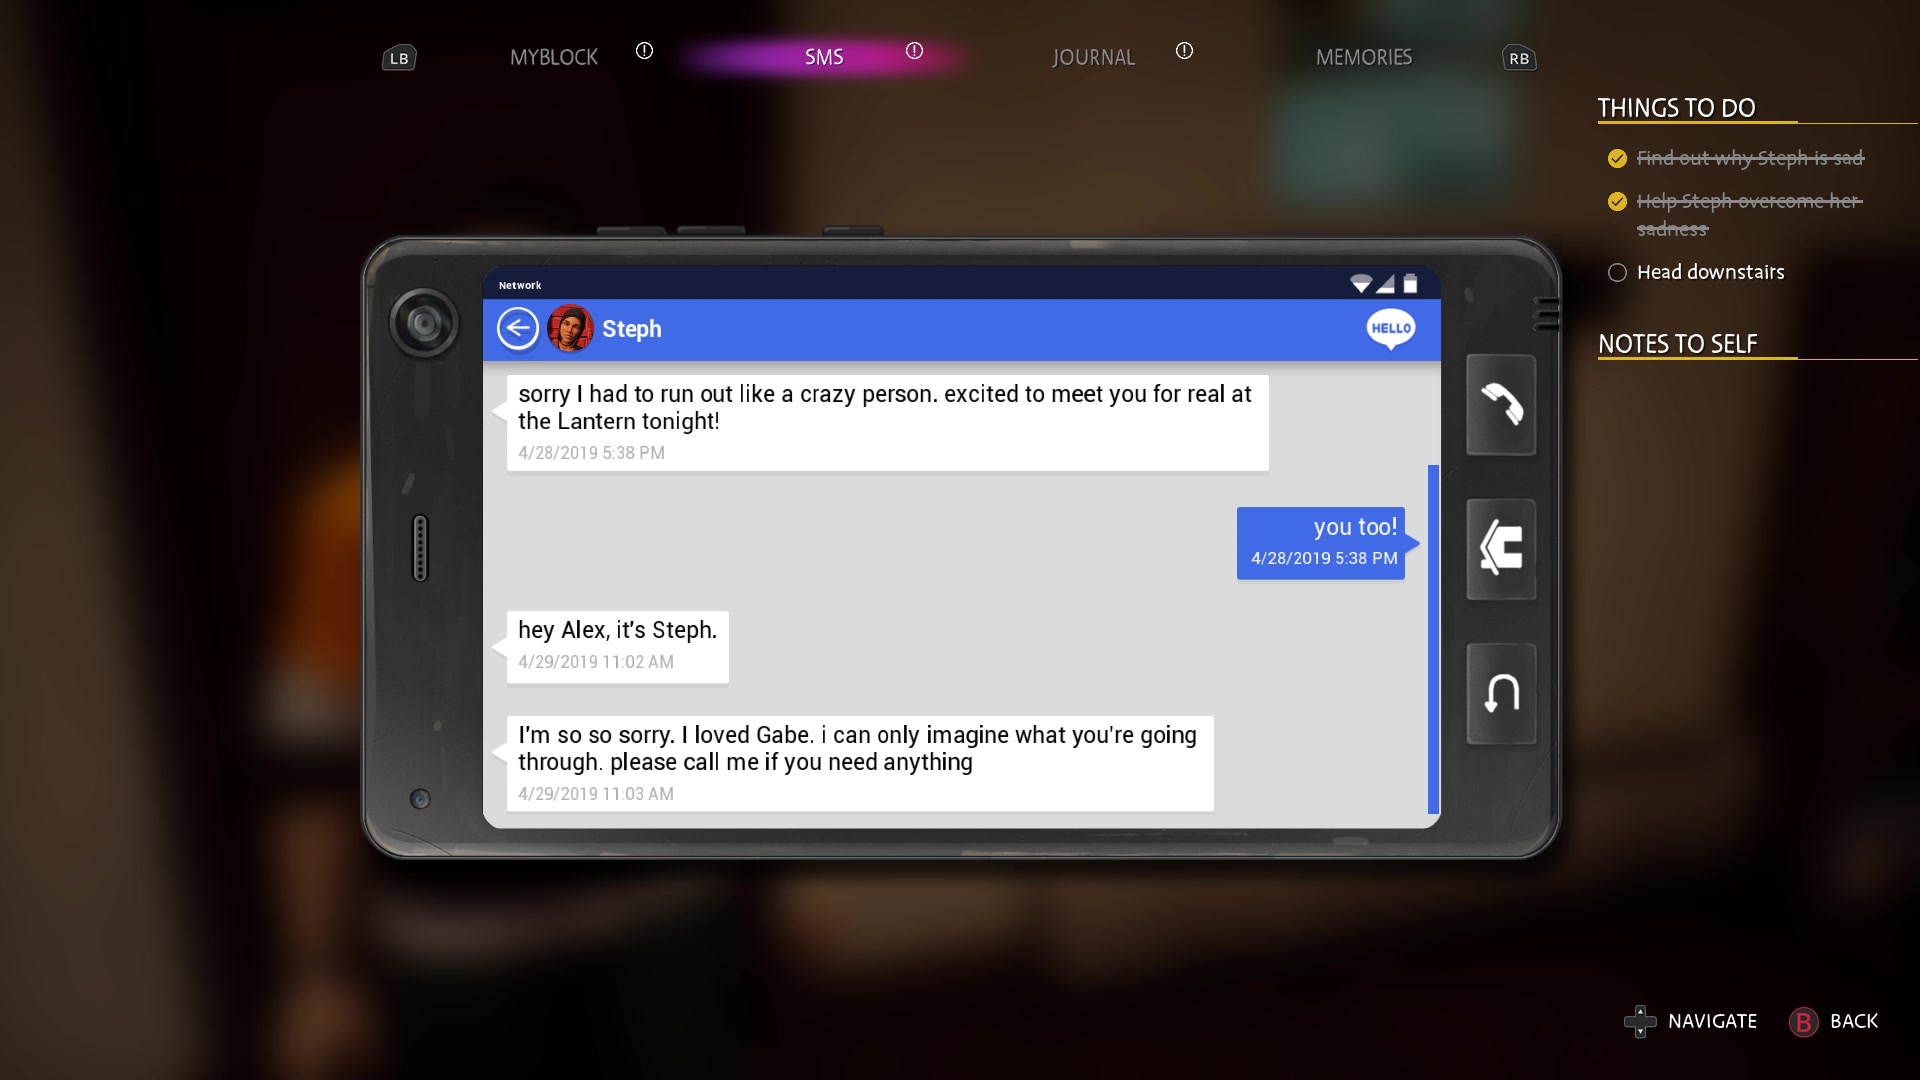 LB
MYBLOCK
SMS
JOURNAL
MEMORIES
RB
THINGS TO DO
Find out why Steph is sad
Help Steph overcome her
sadness
Head downstairs
NOTES TO SELF
Network
Steph
HELLO
sorry I had to run out like a crazy person. excited to meet you for real at
the Lantern tonight!
4/28/2019 5:38 PM
you too!
4/28/2019 5:38 PM
hey Alex, it's Steph.
4/29/2019 11:02 AM
I'm so so sorry. I loved Gabe. i can only imagine what you're going
through. please call me if you need anything
4/29/2019 11:03 AM
NAVIGATE
B BACK